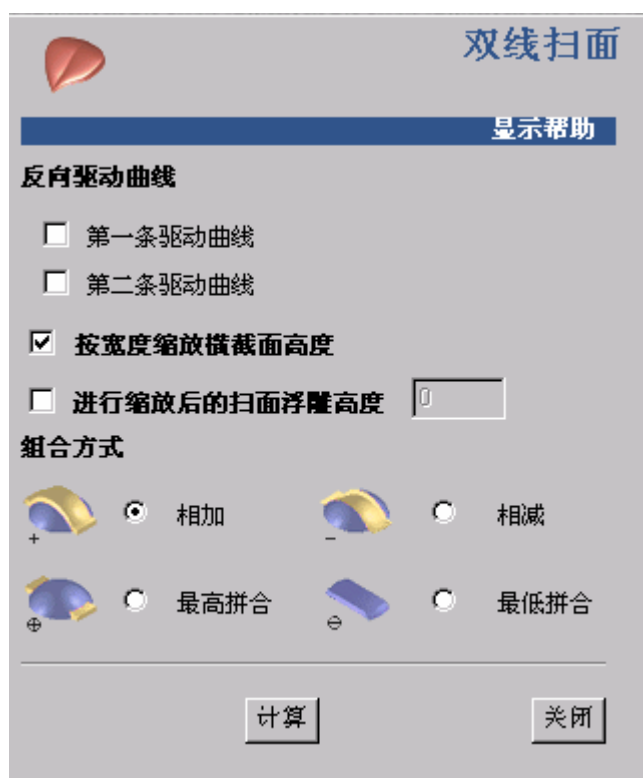 双线扫面
显示帮助
反向驱动曲线
第一条驱动曲线
第二条驱动曲线
按宽度缩放横截面高度
进行缩放后的扫面浮雕高度 0
组合方式
相加 相减
最高拼合 最低拼合
计算 关闭